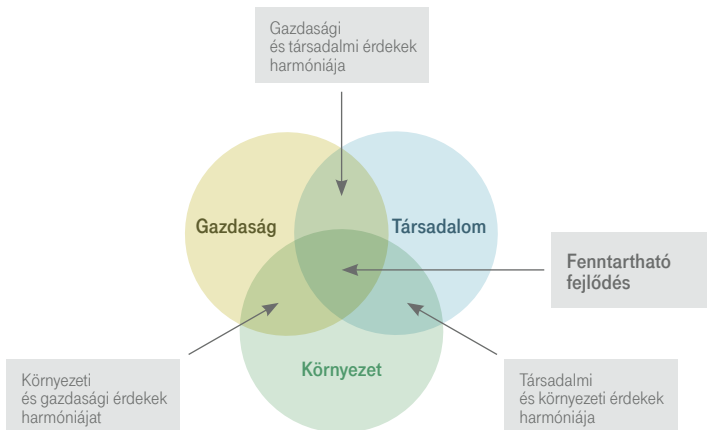 Gazdasági
és társadalmi érdekek
harmóniája
Gazdaság
Társadalom
Fenntartható
fejlődés
Környezet
Környezeti
és gazdasági érdekek
harmóniáját
Társadalmi
és környezeti érdekek
harmóniája